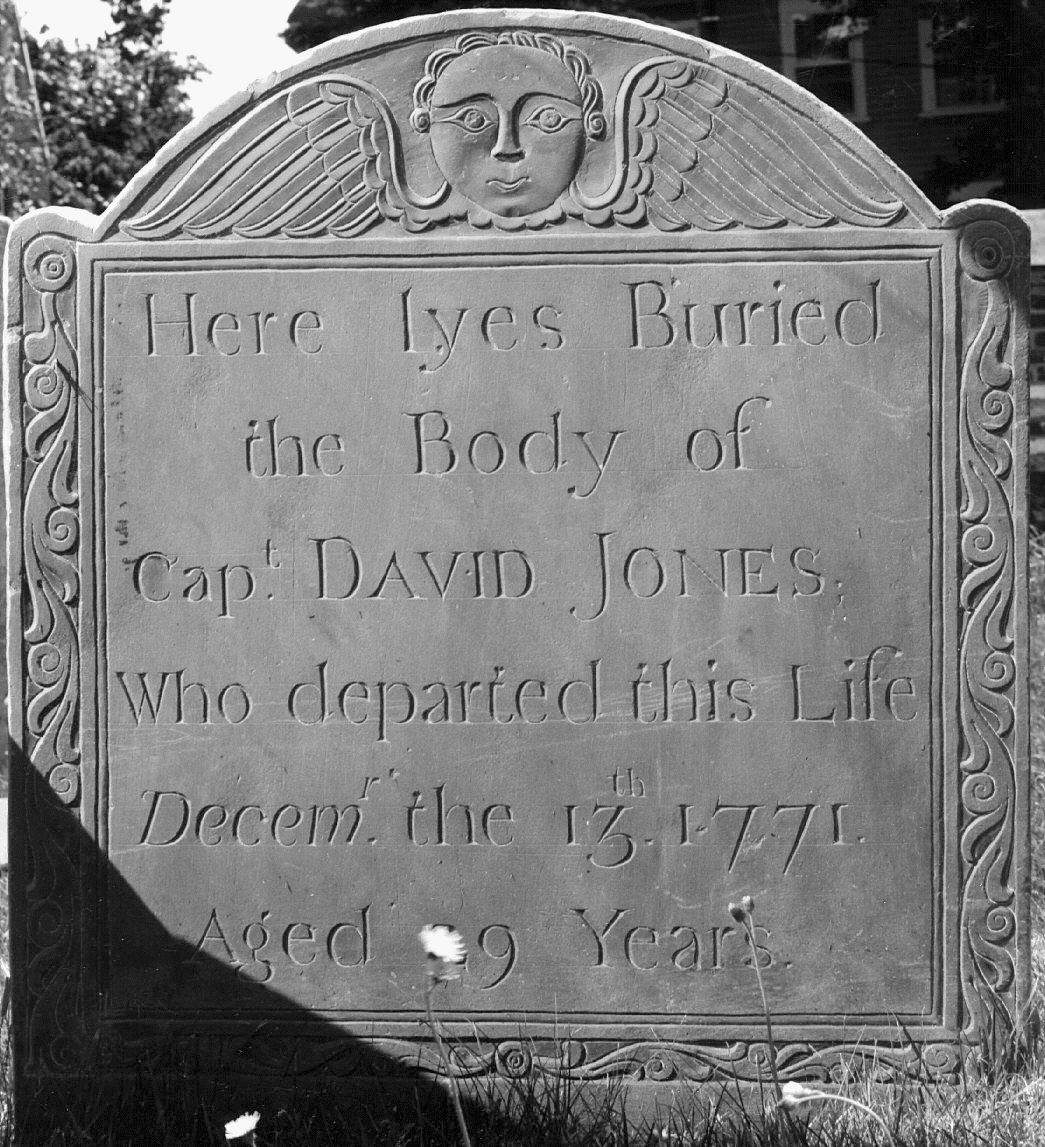 Here lyes Buried
the Body of
Capt. DAVID JONES,
Who departed this Life
Decemr. the 13th. 1771.
Aged Years.